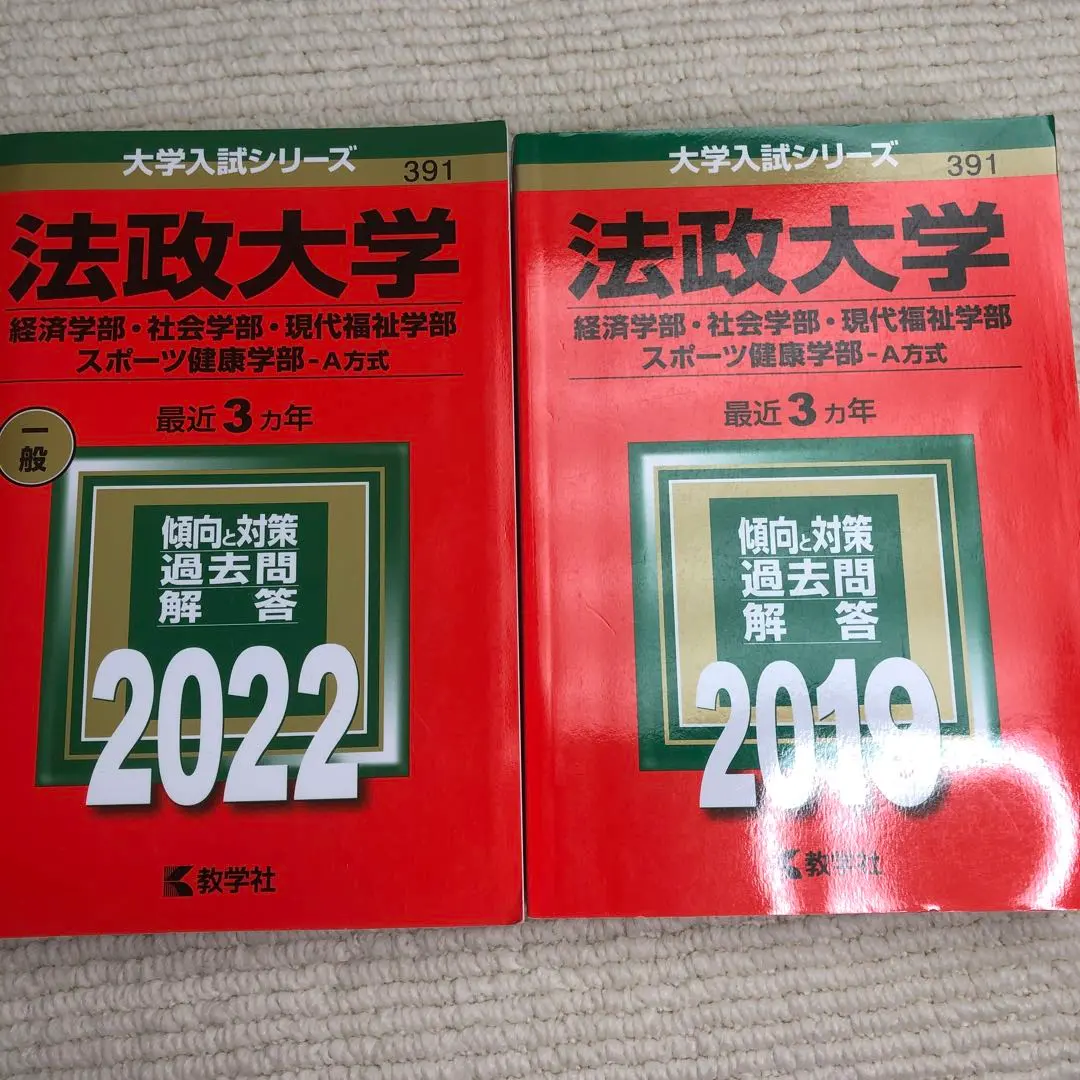 大学入試シリーズ
391
法政大学
経済学部・社会学部・現代福祉学部
スポーツ健康学部-A方式
最近3ヵ年
一般
傾向と対策
過去問
解答
2022
教学社
大学入試シリーズ
391
法政大学
経済学部・社会学部・現代福祉学部
スポーツ健康学部-A方式
最近3ヵ年
傾向と対策
過去問
解答
2019
教学社